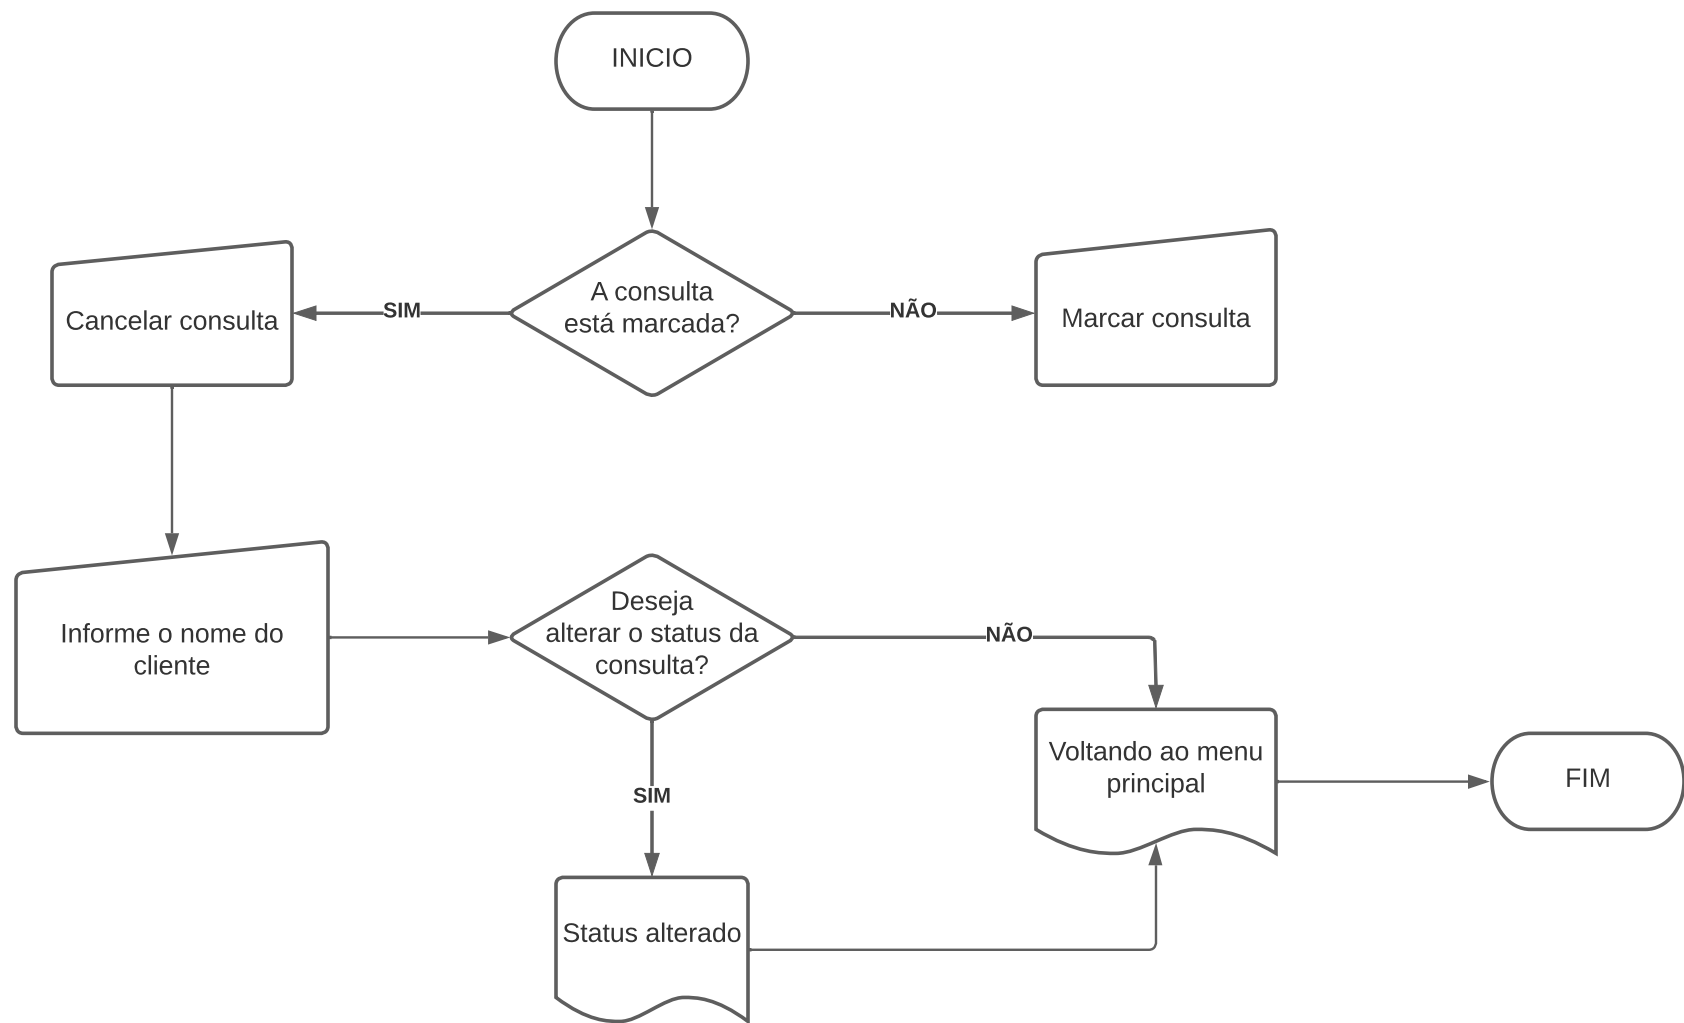 INICIO
A consulta
está marcada?
SIM
NÃO
Cancelar consulta
Marcar consulta
Informe o nome do
cliente
Deseja
alterar o status da
consulta?
NÃO
SIM
Voltando ao menu
principal
FIM
Status alterado